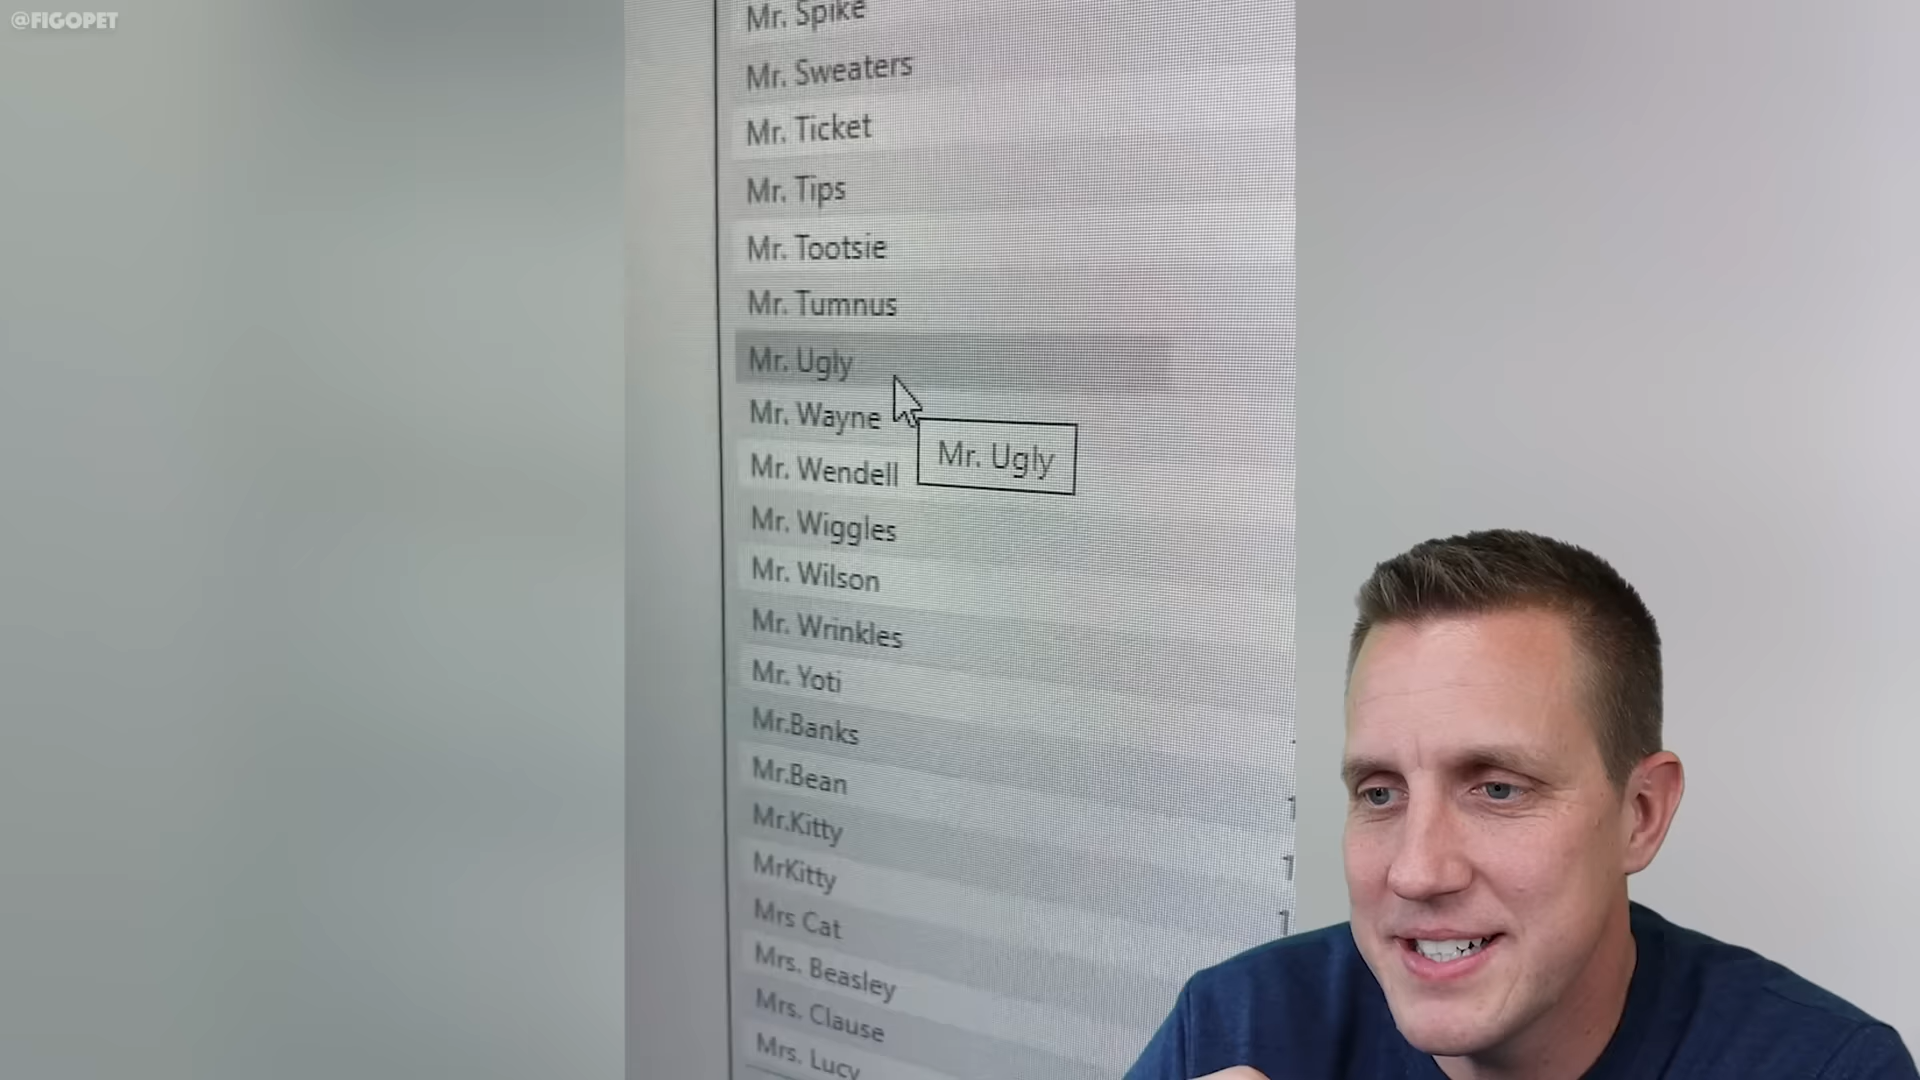 @FIGOPET
Mr. Spike
Mr. Sweaters
Mr. Ticket
Mr. Tips
Mr. Tootsie
Mr. Tumnus
Mr. Ugly
Mr. Wayne
Mr. Ugly
Mr. Wendell
Mr. Wiggles
Mr. Wilson
Mr. Wrinkles
Mr. Yoti
Mr.Banks
Mr.Bean
Mr.Kitty
MrKitty
Mrs Cat
Mrs. Beasley
Mrs. Clause
Mrs. Lucy